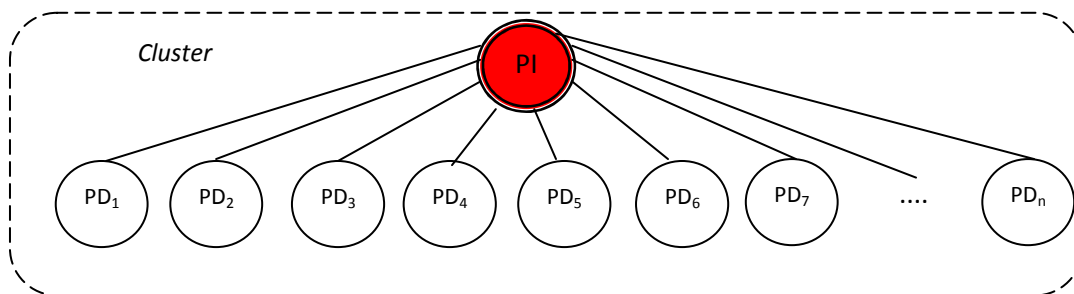 Cluster
PI
PD₁ PD₂ PD₃ PD₄ PD₅ PD₆ PD₇ .... PDₙ